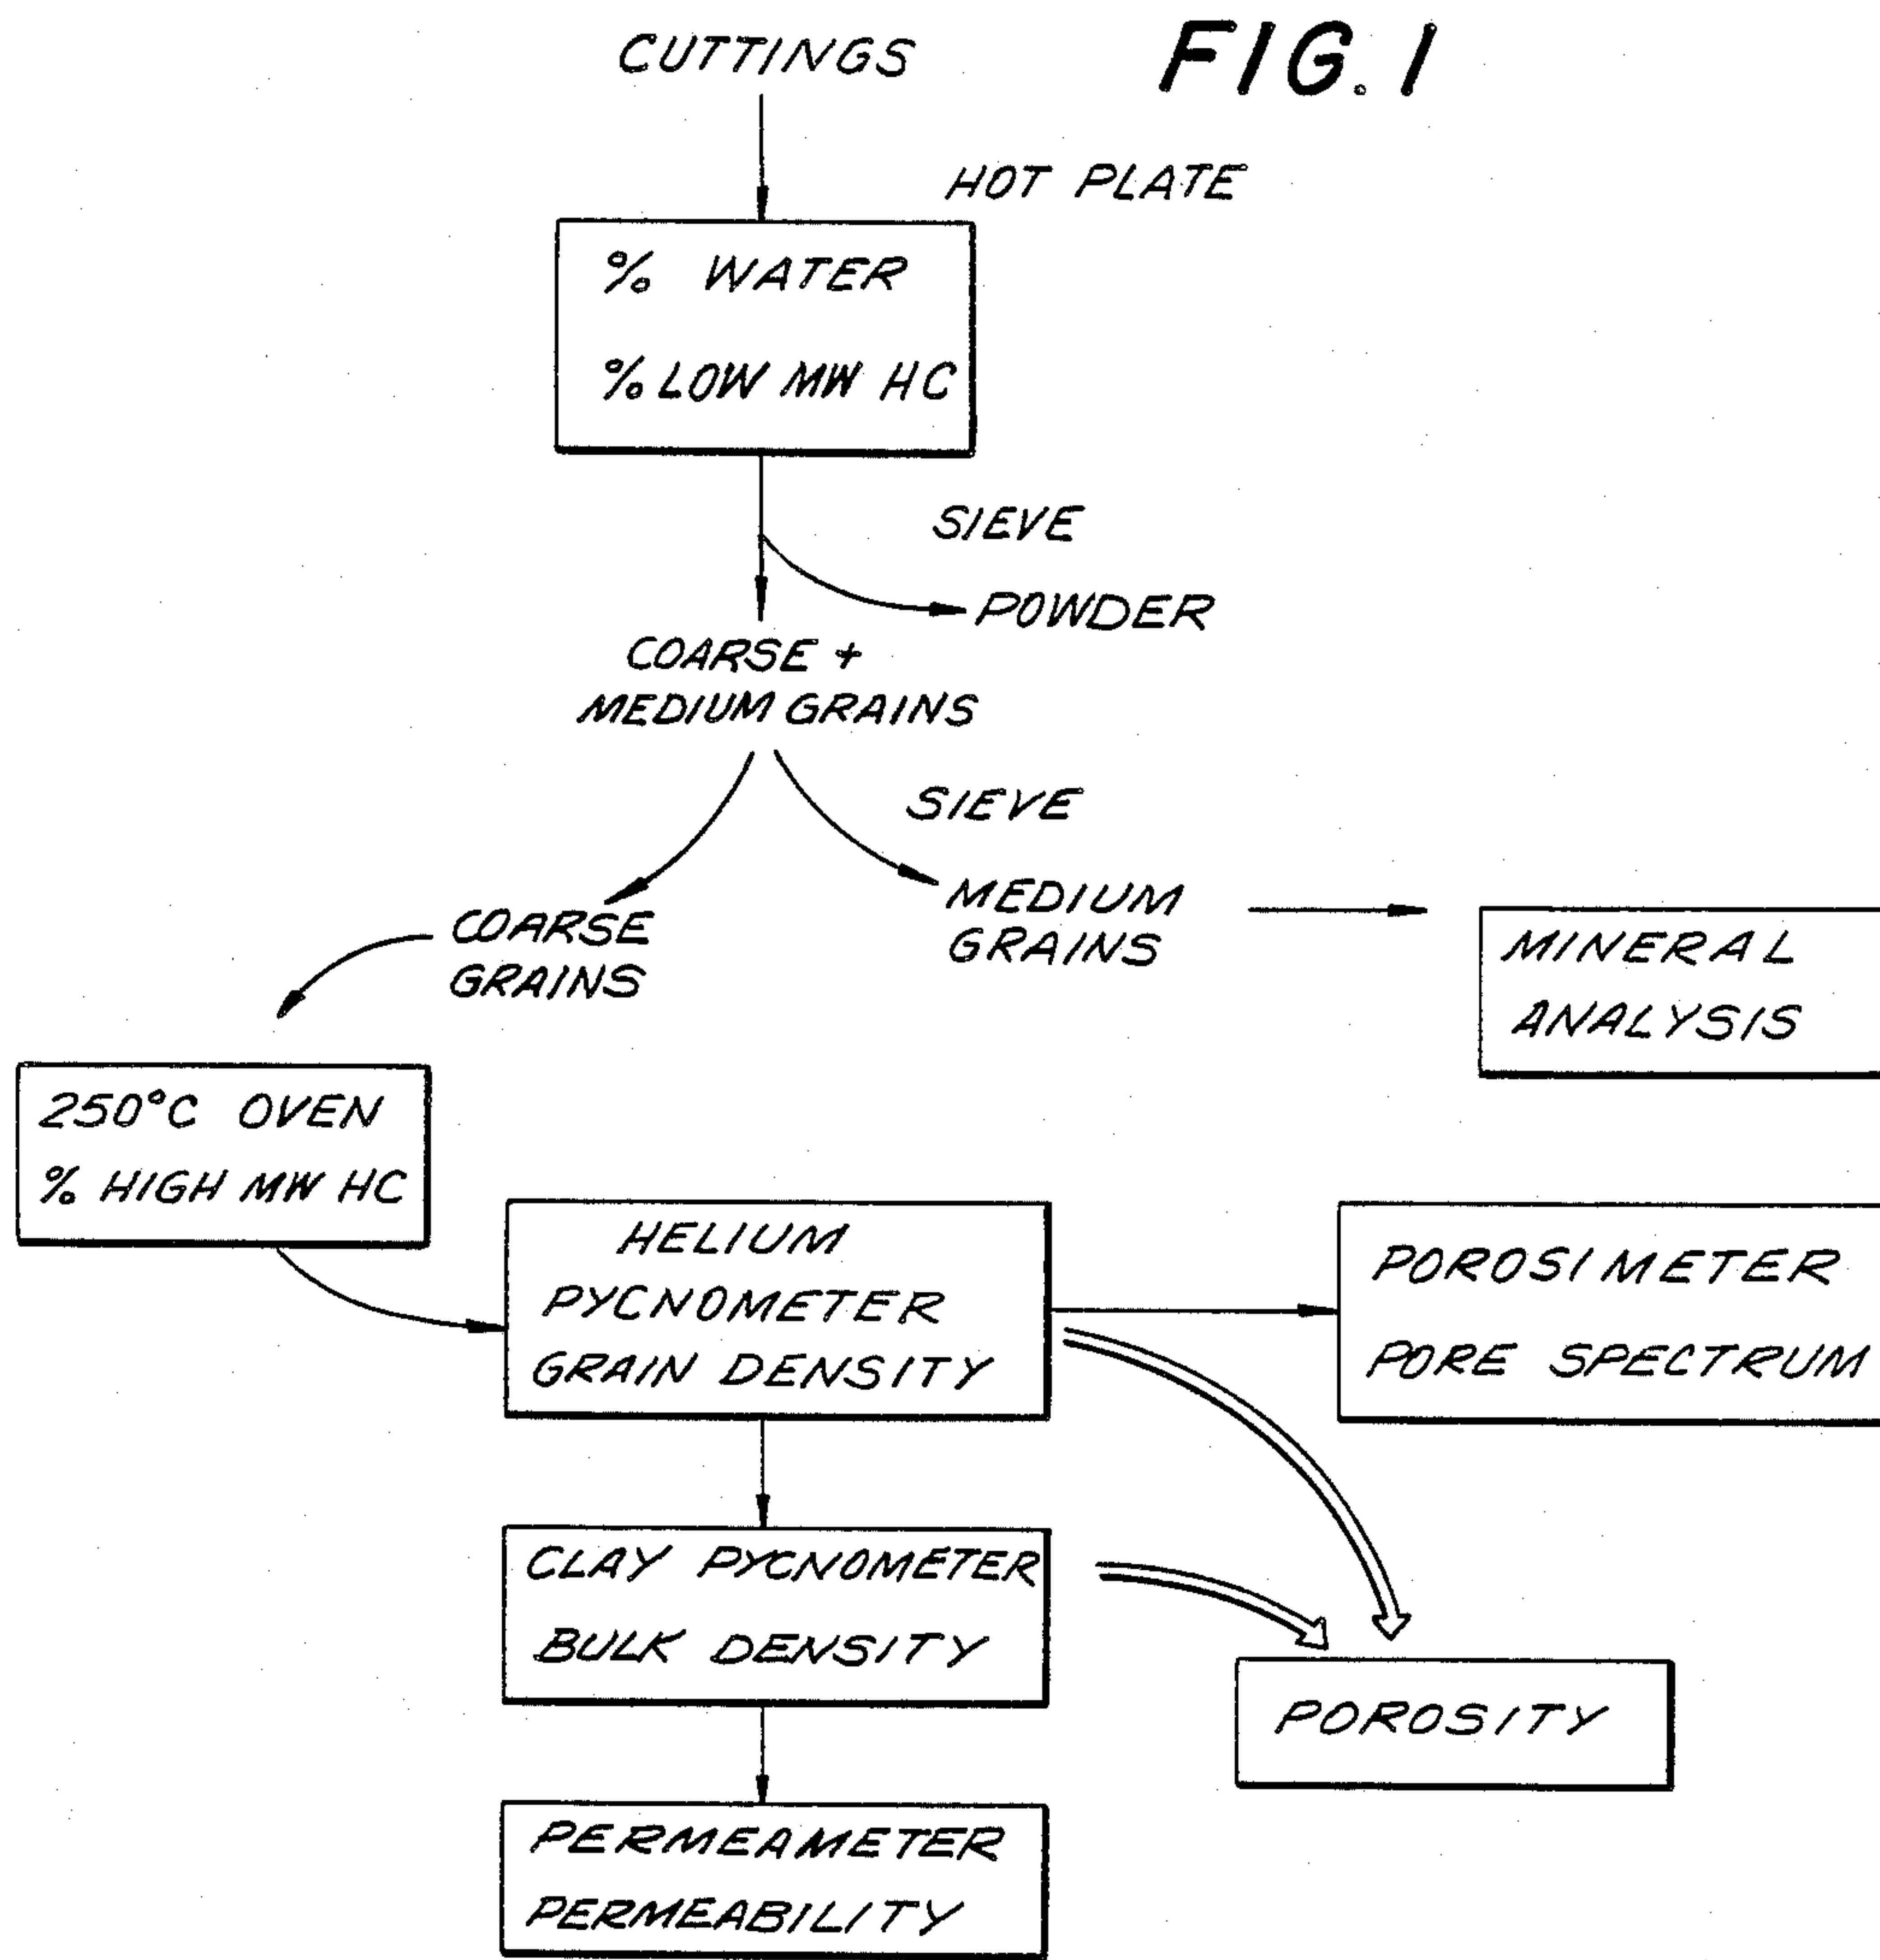 CUTTINGS
FIG. 1
HOT PLATE
% WATER
% LOW MW HC
SIEVE
POWDER
COARSE +
MEDIUM GRAINS
SIEVE
MEDIUM
GRAINS
COARSE
GRAINS
MINERAL
ANALYSIS
250°C OVEN
% HIGH MW HC
HELIUM
PYCNOMETER
GRAIN DENSITY
POROSIMETER
PORE SPECTRUM
CLAY PYCNOMETER
BULK DENSITY
POROSITY
PERMEAMETER
PERMEABILITY